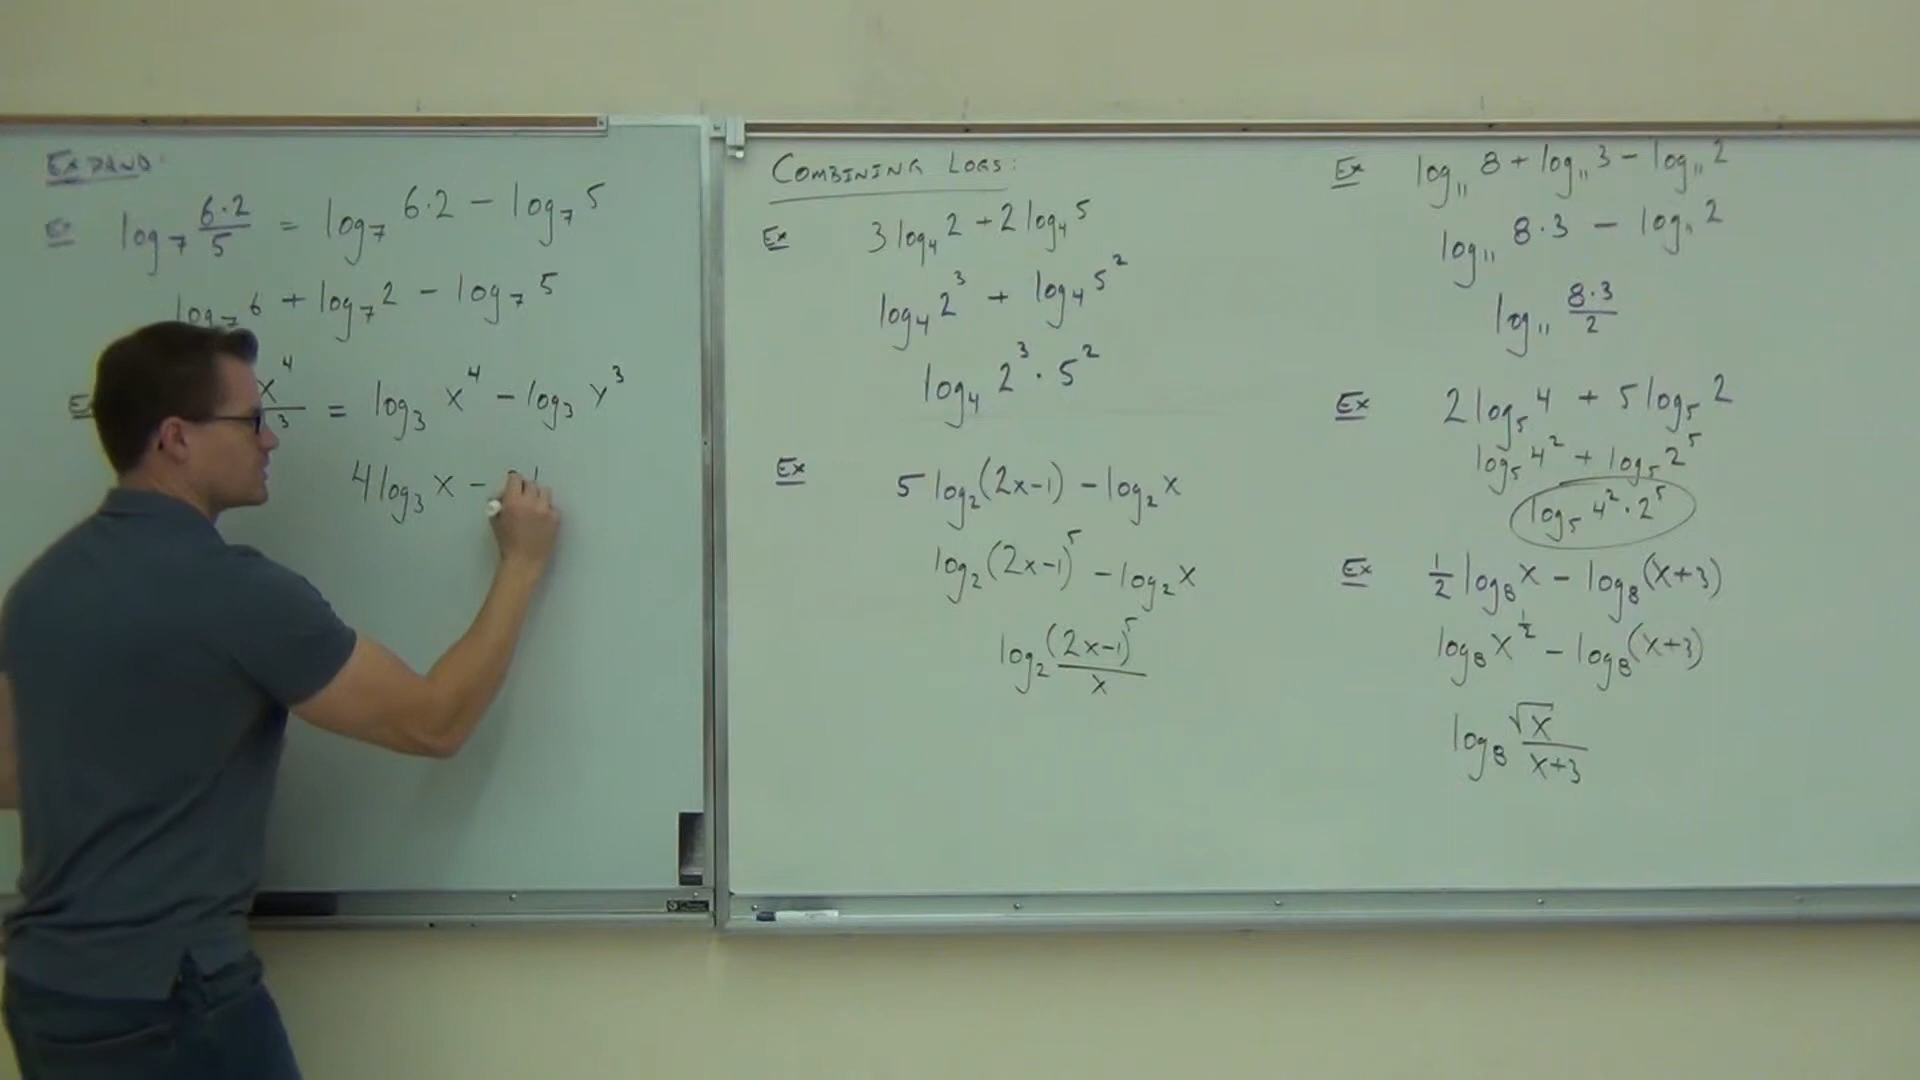 EXPAND:
Ex log₇ 6·2/5 = log₇ 6·2 − log₇ 5
log₇ 6 + log₇ 2 − log₇ 5
x⁴/ ³ = log₃ x⁴ − log₃ y³
4 log₃ x −
COMBINING LOGS:
Ex 3 log₄ 2 + 2 log₄ 5
log₄ 2³ + log₄ 5²
log₄ 2³ · 5²
Ex 5 log₂(2x−1) − log₂ x
log₂(2x−1)⁵ − log₂ x
log₂ (2x−1)⁵/x
Ex log₁₁ 8 + log₁₁ 3 − log₁₁ 2
log₁₁ 8·3 − log₁₁ 2
log₁₁ 8·3/2
Ex 2 log₅ 4 + 5 log₅ 2
log₅ 4² + log₅ 2⁵
log₅ 4² · 2⁵
Ex ½ log₈ x − log₈(x+3)
log₈ x^½ − log₈(x+3)
log₈ √x/x+3